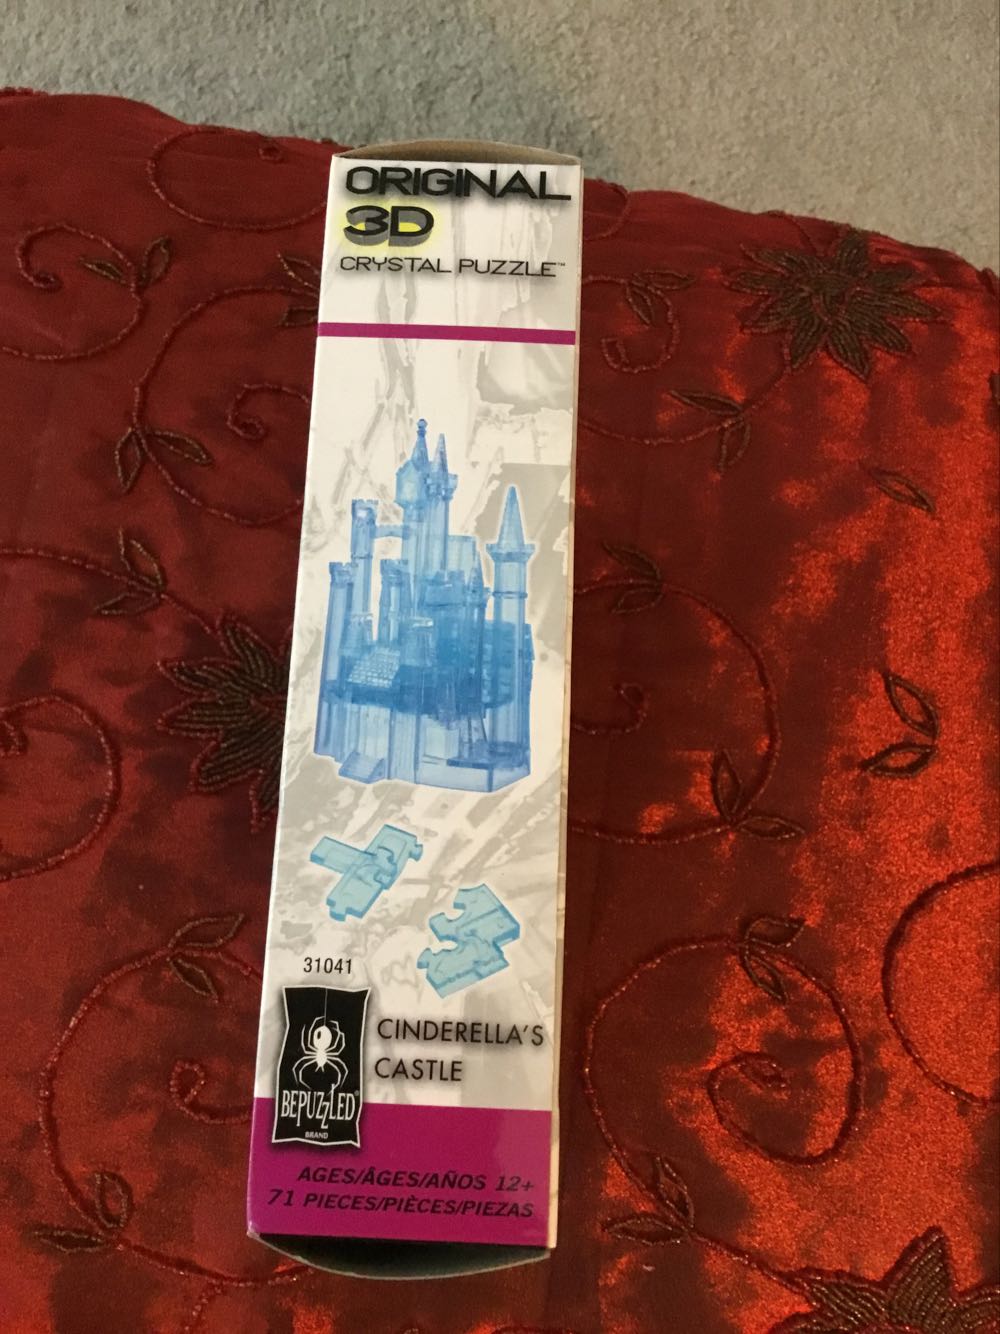 ORIGINAL
3D
CRYSTAL PUZZLE™
31041
CINDERELLA'S
CASTLE
BEPUZZLED®
BRAND
AGES/ÂGES/AÑOS 12+
71 PIECES/PIÈCES/PIEZAS